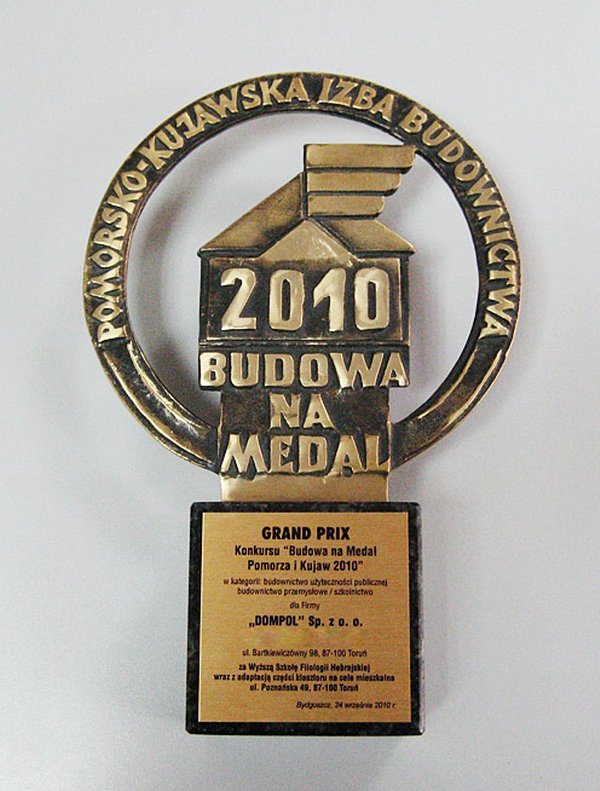 POMORSKO-KUJAWSKA IZBA BUDOWNICTWA
2010
BUDOWA
NA
MEDAL
GRAND PRIX
Konkursu "Budowa na Medal
Pomorza i Kujaw 2010"
w kategorii: budownictwo użyteczności publicznej
budownictwo przemysłowe / szkolnictwo
dla Firmy
„DOMPOL" Sp. z o. o.
ul. Bartkiewiczówny 98, 87-100 Toruń
za Wyższą Szkołę Filologii Hebrajskiej
wraz z adaptacją części klasztoru na cele mieszkalne
ul. Poznańska 49, 87-100 Toruń
Bydgoszcz, 24 września 2010 r.